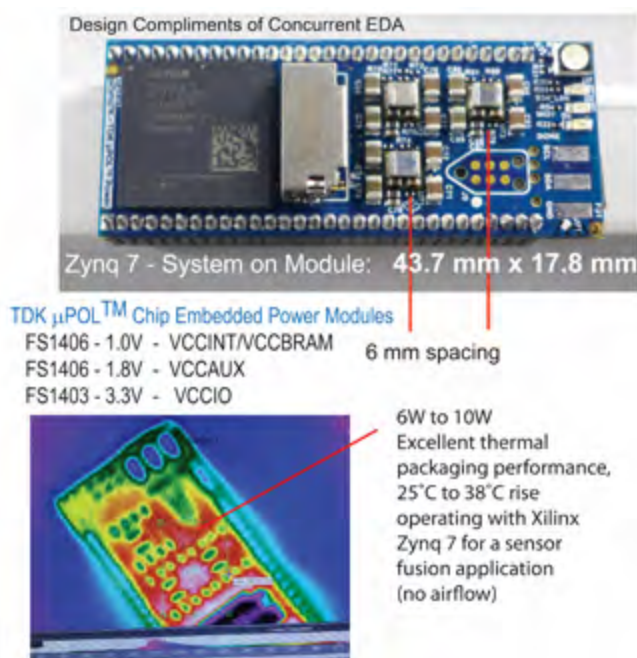 Design Compliments of Concurrent EDA
Zynq 7 - System on Module: 43.7 mm x 17.8 mm
TDK µPOL™ Chip Embedded Power Modules
FS1406 - 1.0V - VCCINT/VCCBRAM
FS1406 - 1.8V - VCCAUX
FS1403 - 3.3V - VCCIO
6 mm spacing
6W to 10W
Excellent thermal
packaging performance,
25˚C to 38˚C rise
operating with Xilinx
Zynq 7 for a sensor
fusion application
(no airflow)